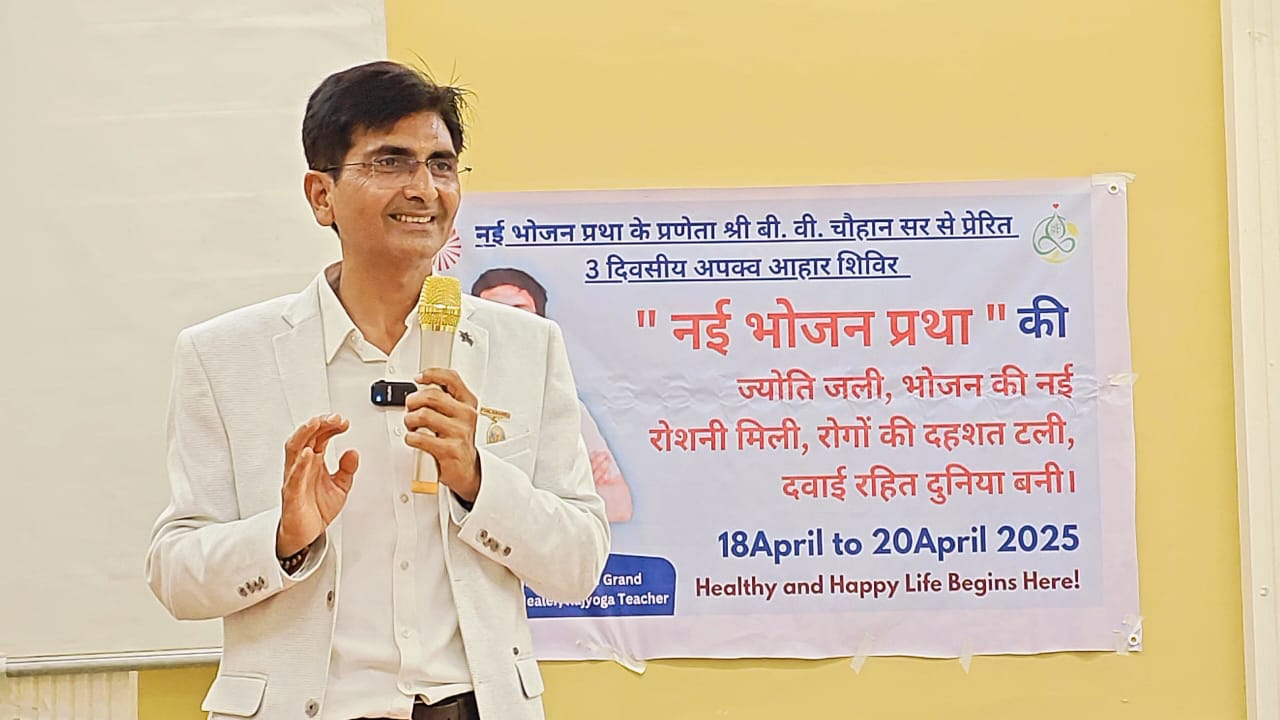 नई भोजन प्रथा के प्रणेता श्री बी. वी. चौहान सर से प्रेरित
3 दिवसीय अपक्व आहार शिविर
" नई भोजन प्रथा " की
ज्योति जली, भोजन की नई
रोशनी मिली, रोगों की दहशत टली,
दवाई रहित दुनिया बनी।
18April to 20April 2025
Healthy and Happy Life Begins Here!
Grand
Teacher